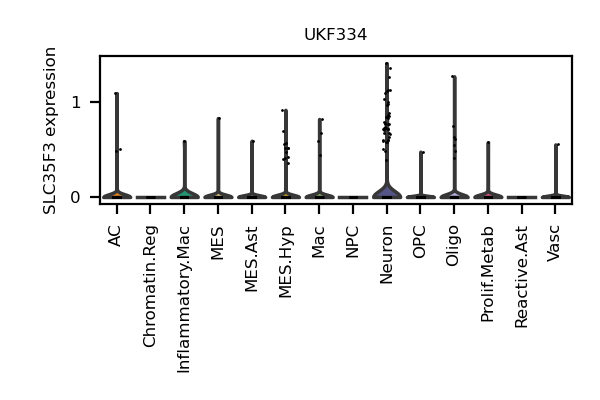 UKF334
SLC35F3 expression
1
0
AC
Chromatin.Reg
Inflammatory.Mac
MES
MES.Ast
MES.Hyp
Mac
NPC
Neuron
OPC
Oligo
Prolif.Metab
Reactive.Ast
Vasc